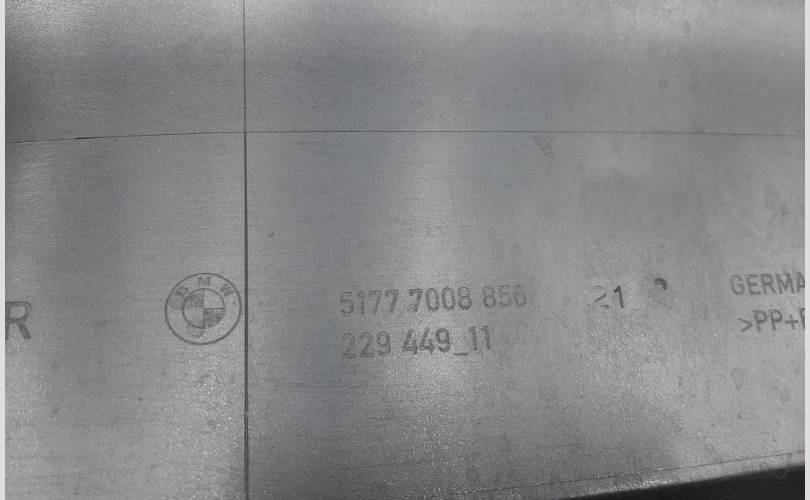 R
BMW
5177 7008 856 21
229 449_11
GERMA
>PP+